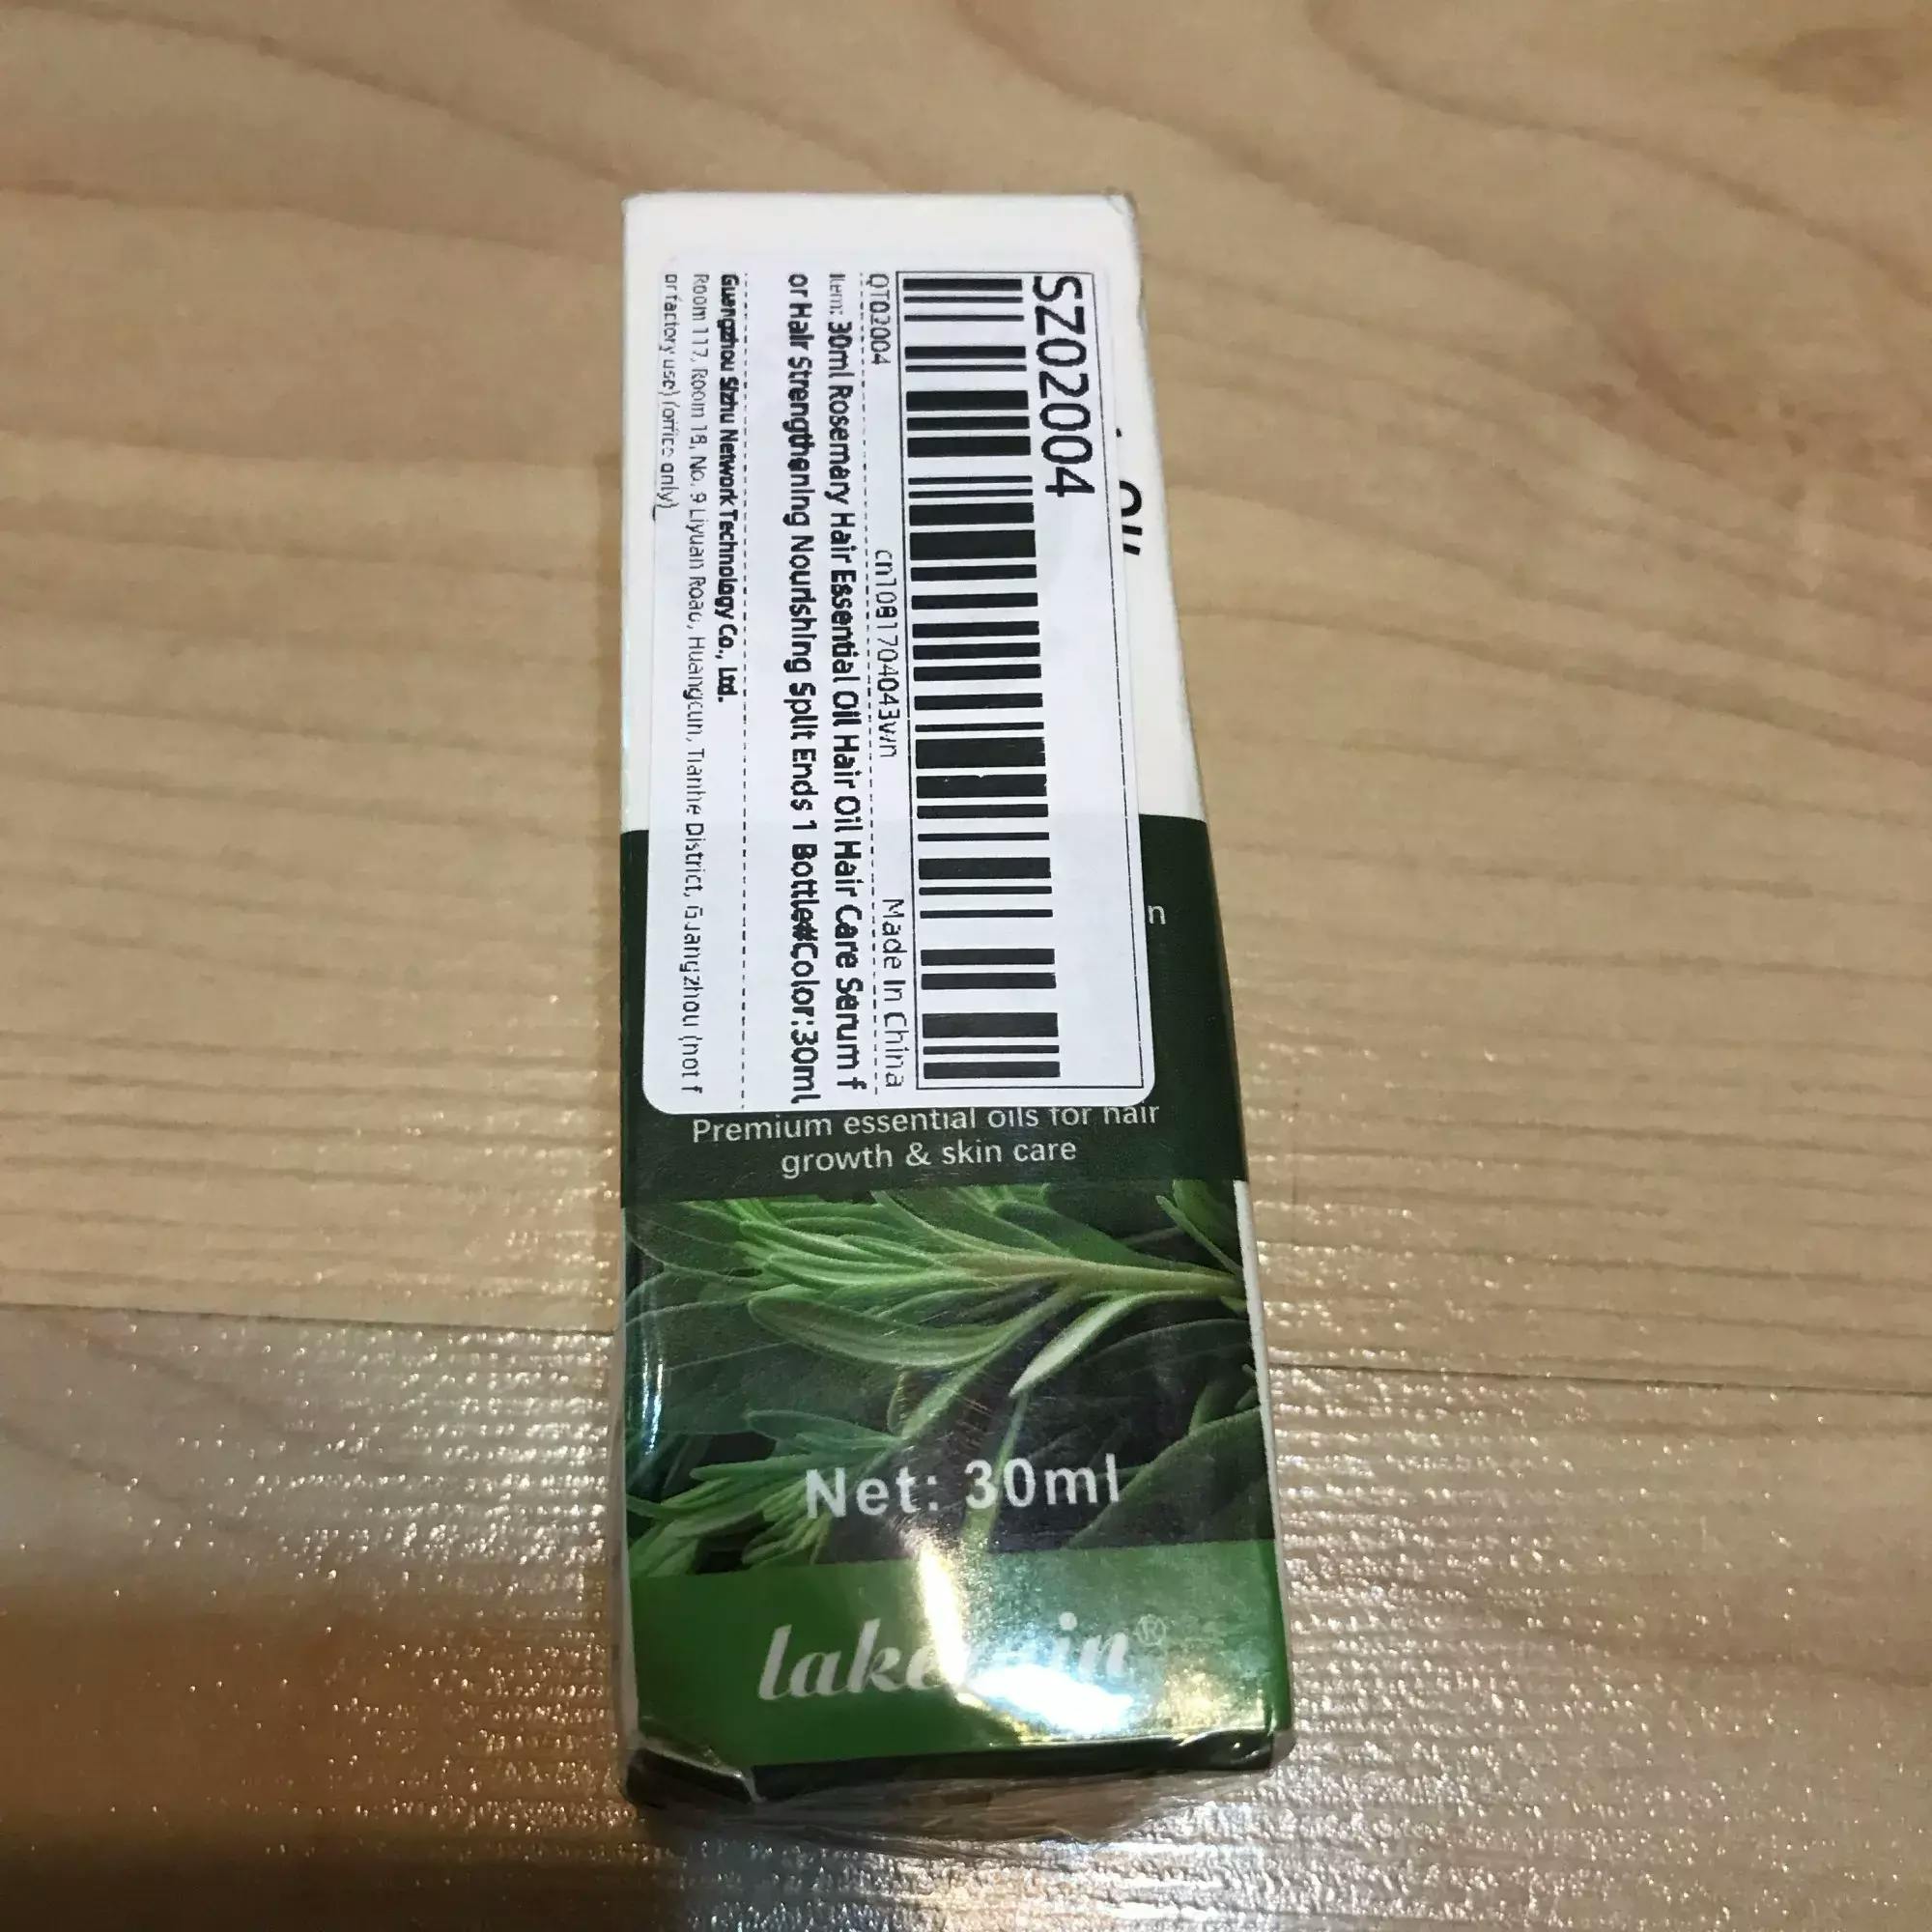 SZ02004
QT02004 cn1081704043wn Made In China
Item: 30ml Rosemary Hair Essential Oil Hair Oil Hair Care Serum f
or Hair Strengthening Nourishing Split Ends 1 Bottle#Color:30ml
Guangzhou Sizhu Network Technology Co., Ltd.
Room 117, Room 18, No. 9 Liyuan Road, Huangcun, Tianhe District, Guangzhou (not f
or factory use) (office only)
Premium essential oils for hair
growth & skin care
Net: 30ml